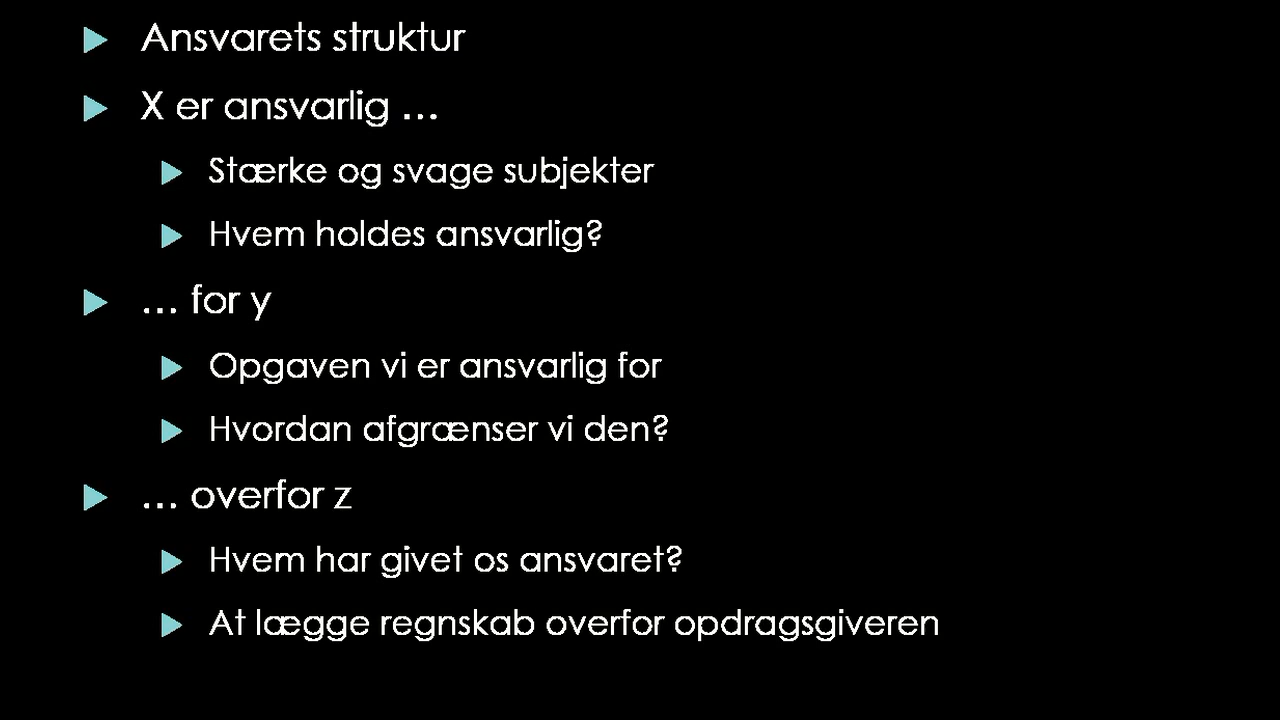 Ansvarets struktur
X er ansvarlig …
Stærke og svage subjekter
Hvem holdes ansvarlig?
… for y
Opgaven vi er ansvarlig for
Hvordan afgrænser vi den?
… overfor z
Hvem har givet os ansvaret?
At lægge regnskab overfor opdragsgiveren